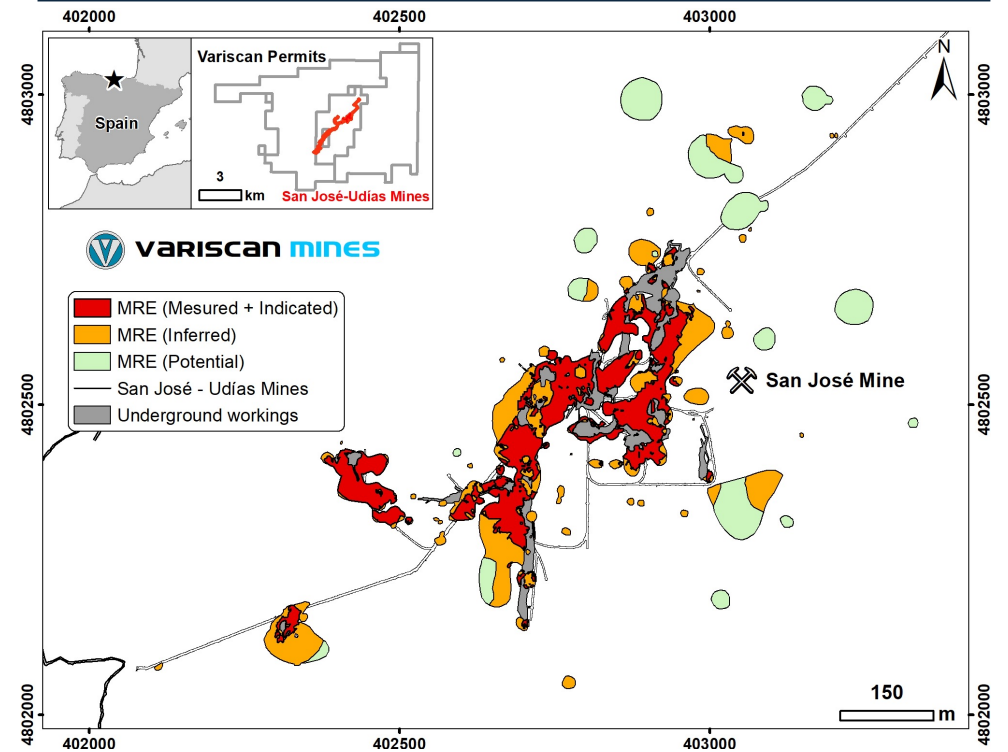 402000
402500
403000
4803000
4803000
Variscan Permits
N
Spain
3
km
San José-Udías Mines
VARISCAN MINES
MRE (Mesured + Indicated)
MRE (Inferred)
MRE (Potential)
San José - Udías Mines
Underground workings
San José Mine
4802500
4802500
150
m
4802000
4802000
402000
402500
403000